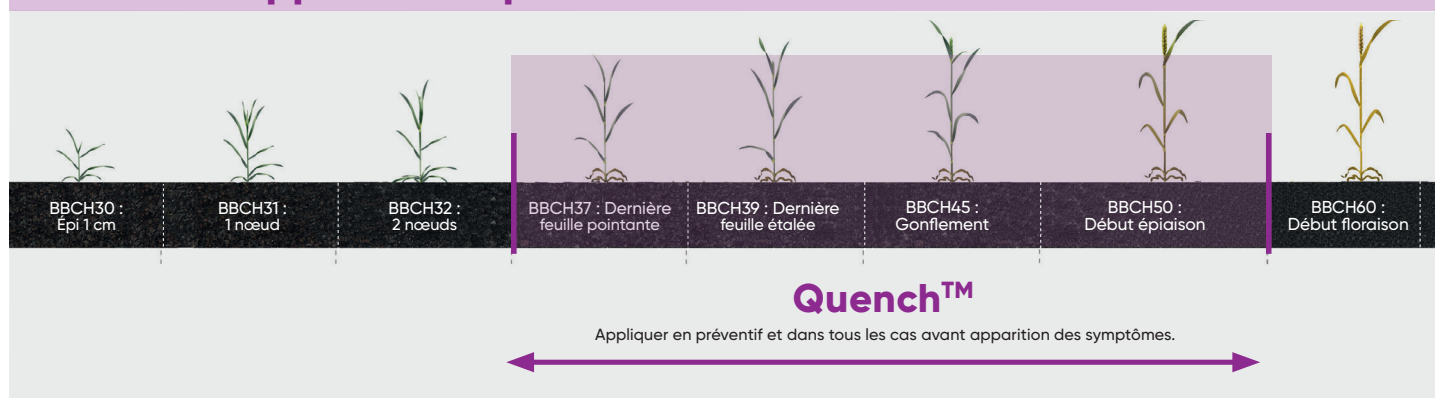 BBCH30 :
Épi 1 cm
BBCH31 :
1 nœud
BBCH32 :
2 nœuds
BBCH37 : Dernière
feuille pointante
BBCH39 : Dernière
feuille étalée
BBCH45 :
Gonflement
BBCH50 :
Début épiaison
BBCH60 :
Début floraison
Quench™
Appliquer en préventif et dans tous les cas avant apparition des symptômes.